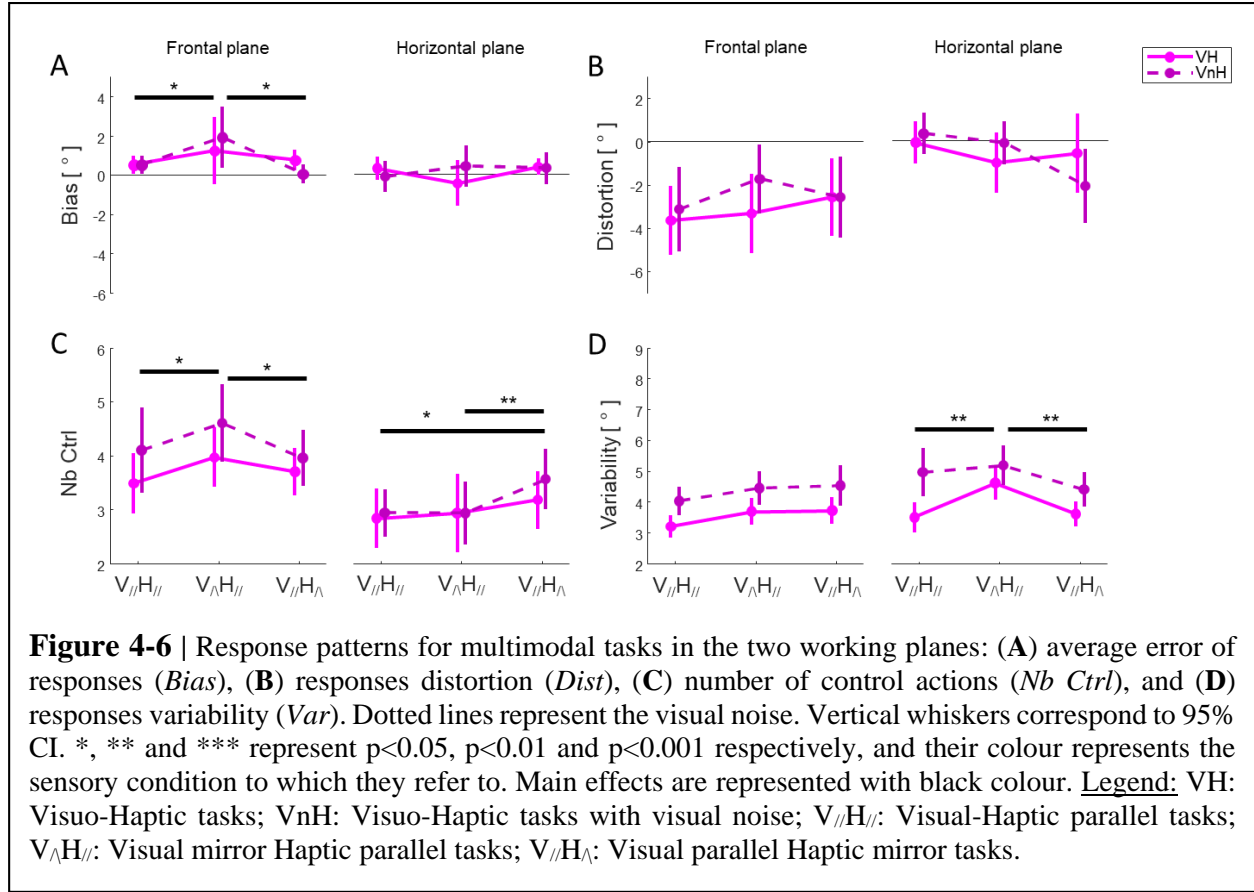 Frontal plane Horizontal plane Frontal plane Horizontal plane
A
B
VH
VnH
* *
4
2
0
-2
-4
-6
Bias [ ° ]
2
0
-2
-4
-6
Distortion [ ° ]
C
D
6
5
4
3
2
Nb Ctrl
* *
* **
9
8
7
6
5
4
3
2
Variability [ ° ]
** **
V//H// V/\H// V//H/\ V//H// V/\H// V//H/\ V//H// V/\H// V//H/\ V//H// V/\H// V//H/\
Figure 4-6 | Response patterns for multimodal tasks in the two working planes: (A) average error of
responses (Bias), (B) responses distortion (Dist), (C) number of control actions (Nb Ctrl), and (D)
responses variability (Var). Dotted lines represent the visual noise. Vertical whiskers correspond to 95%
CI. *, ** and *** represent p<0.05, p<0.01 and p<0.001 respectively, and their colour represents the
sensory condition to which they refer to. Main effects are represented with black colour. Legend: VH:
Visuo-Haptic tasks; VnH: Visuo-Haptic tasks with visual noise; V//H//: Visual-Haptic parallel tasks;
V/\H//: Visual mirror Haptic parallel tasks; V//H/\: Visual parallel Haptic mirror tasks.